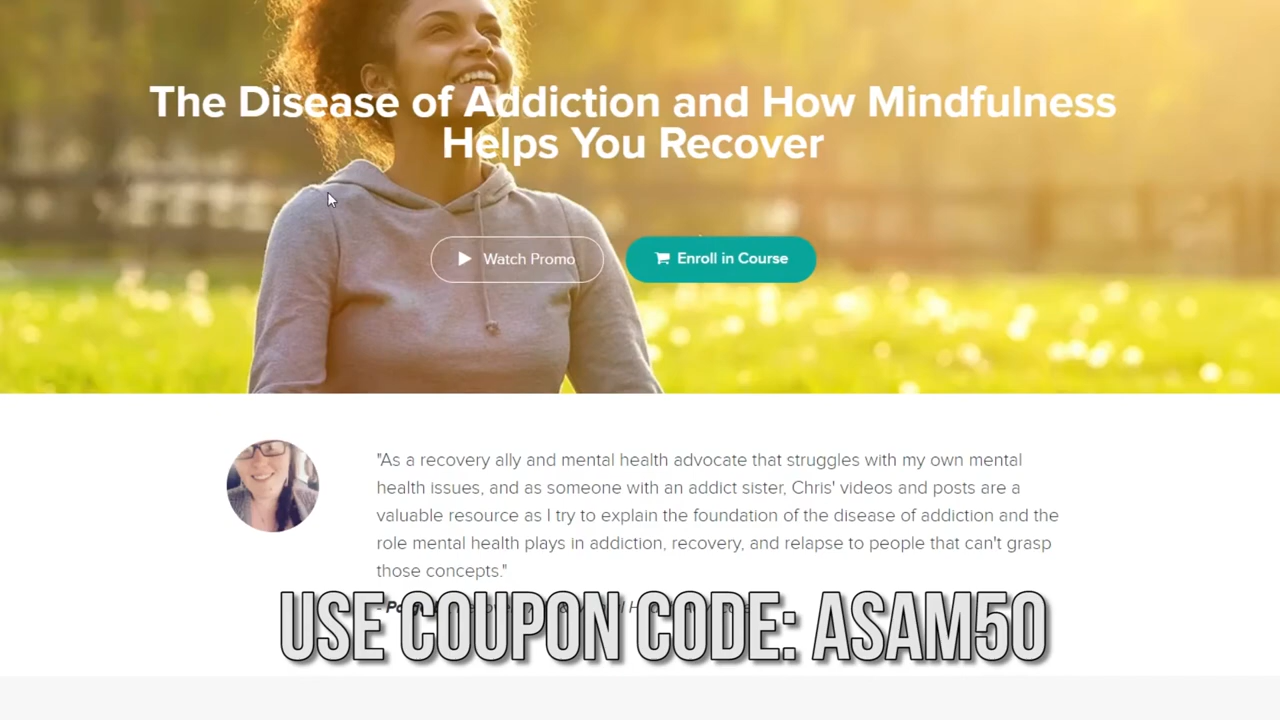 The Disease of Addiction and How Mindfulness
Helps You Recover
Watch Promo
Enroll in Course
"As a recovery ally and mental health advocate that struggles with my own mental
health issues, and as someone with an addict sister, Chris' videos and posts are a
valuable resource as I try to explain the foundation of the disease of addiction and the
role mental health plays in addiction, recovery, and relapse to people that can't grasp
those concepts."
USE COUPON CODE: ASAM50